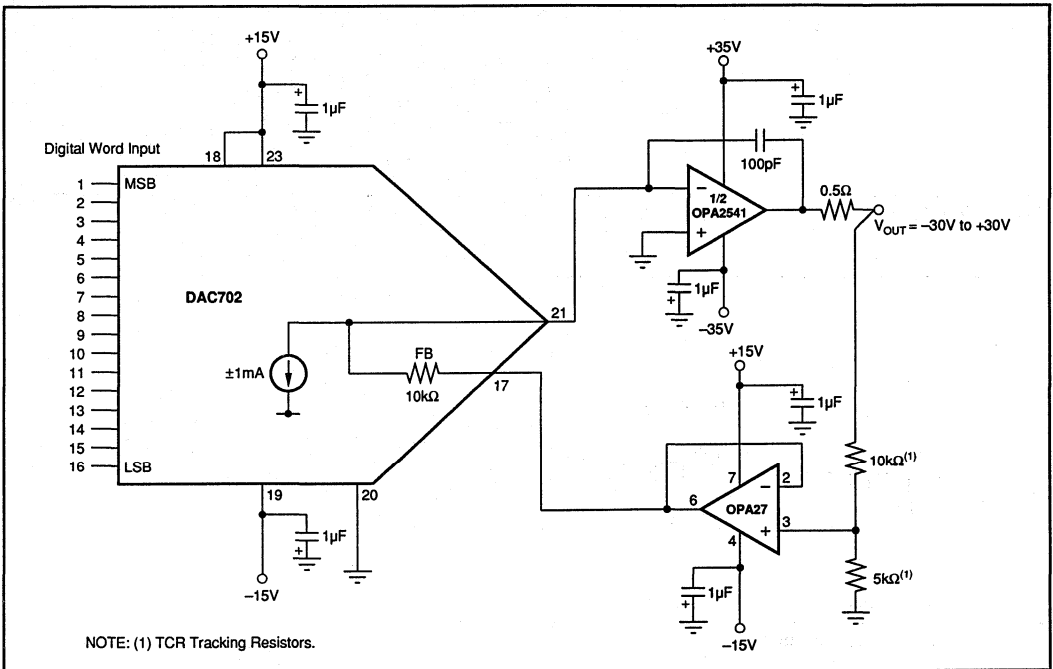 +15V
1µF
Digital Word Input
18
23
1
MSB
2
3
4
5
6
7
8
9
10
11
12
13
14
15
16
LSB
DAC702
±1mA
FB
10kΩ
21
17
19
20
1µF
–15V
+35V
1µF
100pF
1/2
OPA2541
–
+
0.5Ω
VOUT = –30V to +30V
1µF
–35V
+15V
1µF
7
2
–
6
OPA27
+
3
4
10kΩ(1)
5kΩ(1)
1µF
–15V
NOTE: (1) TCR Tracking Resistors.